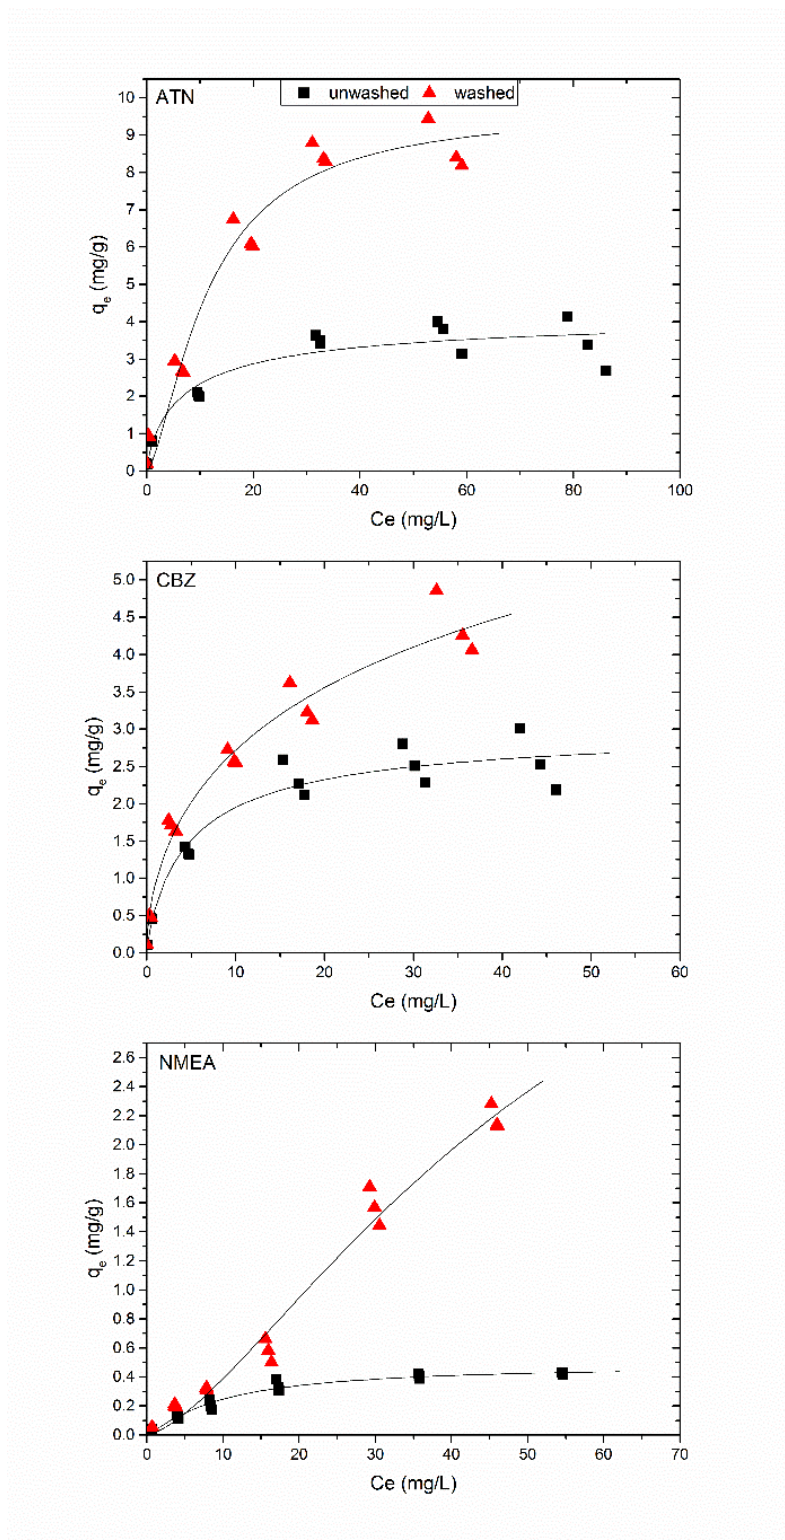 ATN
unwashed washed
10
9
8
7
6
5
4
3
2
1
0
qe (mg/g)
0 20 40 60 80 100
Ce (mg/L)
CBZ
5.0
4.5
4.0
3.5
3.0
2.5
2.0
1.5
1.0
0.5
0.0
qe (mg/g)
0 10 20 30 40 50 60
Ce (mg/L)
NMEA
2.6
2.4
2.2
2.0
1.8
1.6
1.4
1.2
1.0
0.8
0.6
0.4
0.2
0.0
qe (mg/g)
0 10 20 30 40 50 60 70
Ce (mg/L)